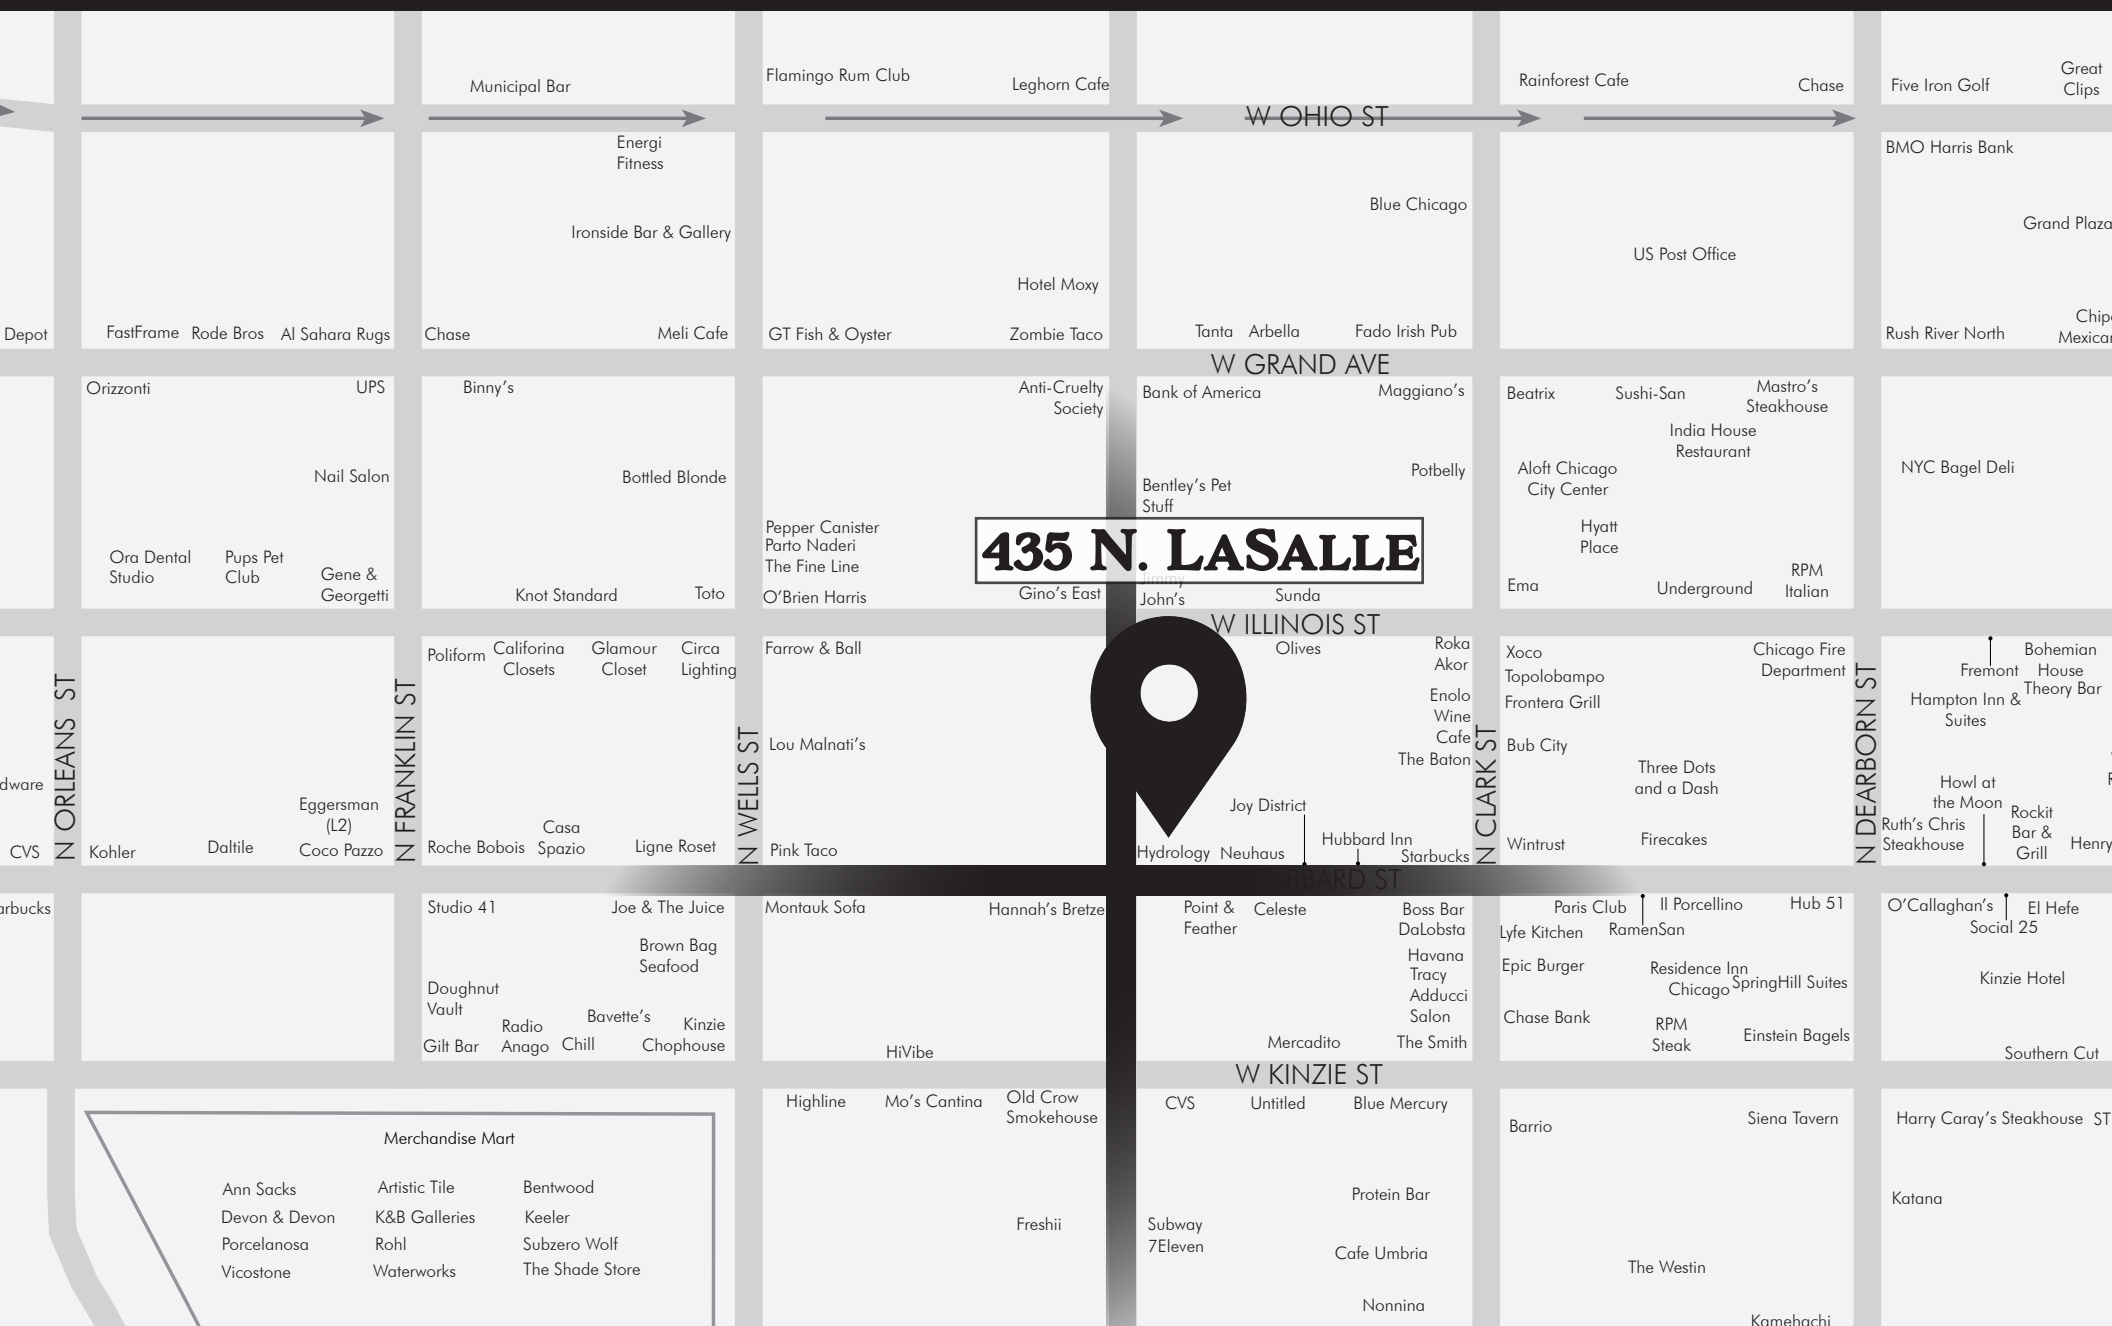 Municipal Bar
Flamingo Rum Club
Leghorn Cafe
Rainforest Cafe
Chase
Five Iron Golf
Great
Clips
W OHIO ST
Energi
Fitness
Ironside Bar & Gallery
Blue Chicago
US Post Office
BMO Harris Bank
Grand Plaza
Hotel Moxy
Depot
FastFrame
Rode Bros
Al Sahara Rugs
Chase
Meli Cafe
GT Fish & Oyster
Zombie Taco
Tanta
Arbella
Fado Irish Pub
Rush River North
W GRAND AVE
Orizzonti
UPS
Nail Salon
Ora Dental
Studio
Pups Pet
Club
Gene &
Georgetti
Binny's
Bottled Blonde
Knot Standard
Toto
Anti-Cruelty
Society
Pepper Canister
Parto Naderi
The Fine Line
O'Brien Harris
Gino's East
Bank of America
Maggiano's
Potbelly
Bentley's Pet
Stuff
435 N. LASALLE
Jimmy
John's
Sunda
Beatrix
Sushi-San
Mastro's
Steakhouse
India House
Restaurant
Aloft Chicago
City Center
Hyatt
Place
Ema
Underground
RPM
Italian
NYC Bagel Deli
W ILLINOIS ST
N ORLEANS ST
N FRANKLIN ST
N WELLS ST
N CLARK ST
N DEARBORN ST
dware
CVS
Kohler
Daltile
Eggersman
(L2)
Coco Pazzo
Poliform
Califorina
Closets
Glamour
Closet
Circa
Lighting
Roche Bobois
Casa
Spazio
Ligne Roset
Farrow & Ball
Lou Malnati's
Pink Taco
Olives
Roka
Akor
Enolo
Wine
Cafe
The Baton
Joy District
Hubbard Inn
Hydrology
Neuhaus
Starbucks
Xoco
Topolobampo
Frontera Grill
Bub City
Chicago Fire
Department
Three Dots
and a Dash
Wintrust
Firecakes
Fremont
Bohemian
House
Theory Bar
Hampton Inn &
Suites
Howl at
the Moon
Ruth's Chris
Steakhouse
Rockit
Bar &
Grill
Henry
BBARD ST
arbucks
Studio 41
Joe & The Juice
Brown Bag
Seafood
Doughnut
Vault
Gilt Bar
Radio
Anago
Chill
Bavette's
Kinzie
Chophouse
Montauk Sofa
Hannah's Bretze
HiVibe
Point &
Feather
Celeste
Boss Bar
DaLobsta
Havana
Tracy
Adducci
Salon
Mercadito
The Smith
Paris Club
Il Porcellino
Hub 51
Lyfe Kitchen
RamenSan
Epic Burger
Residence Inn
Chicago
SpringHill Suites
Chase Bank
RPM
Steak
Einstein Bagels
O'Callaghan's
El Hefe
Social 25
Kinzie Hotel
Southern Cut
W KINZIE ST
Merchandise Mart
Ann Sacks
Artistic Tile
Bentwood
Devon & Devon
K&B Galleries
Keeler
Porcelanosa
Rohl
Subzero Wolf
Vicostone
Waterworks
The Shade Store
Highline
Mo's Cantina
Old Crow
Smokehouse
Freshii
CVS
Untitled
Blue Mercury
Protein Bar
Subway
7Eleven
Cafe Umbria
Nonnina
Barrio
Siena Tavern
The Westin
Kamehachi
Harry Caray's Steakhouse
ST
Katana